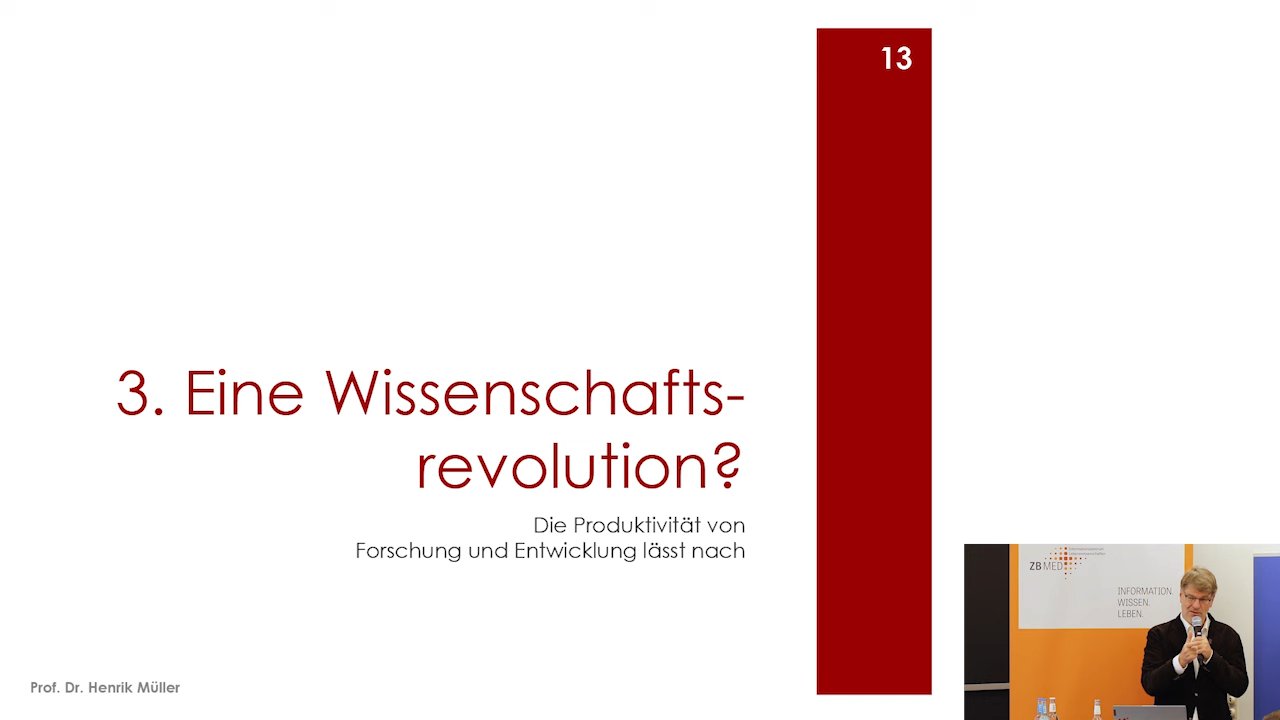 13
3. Eine Wissenschafts-
revolution?
Die Produktivität von
Forschung und Entwicklung lässt nach
Prof. Dr. Henrik Müller
ZB MED
INFORMATION.
WISSEN.
LEBEN.